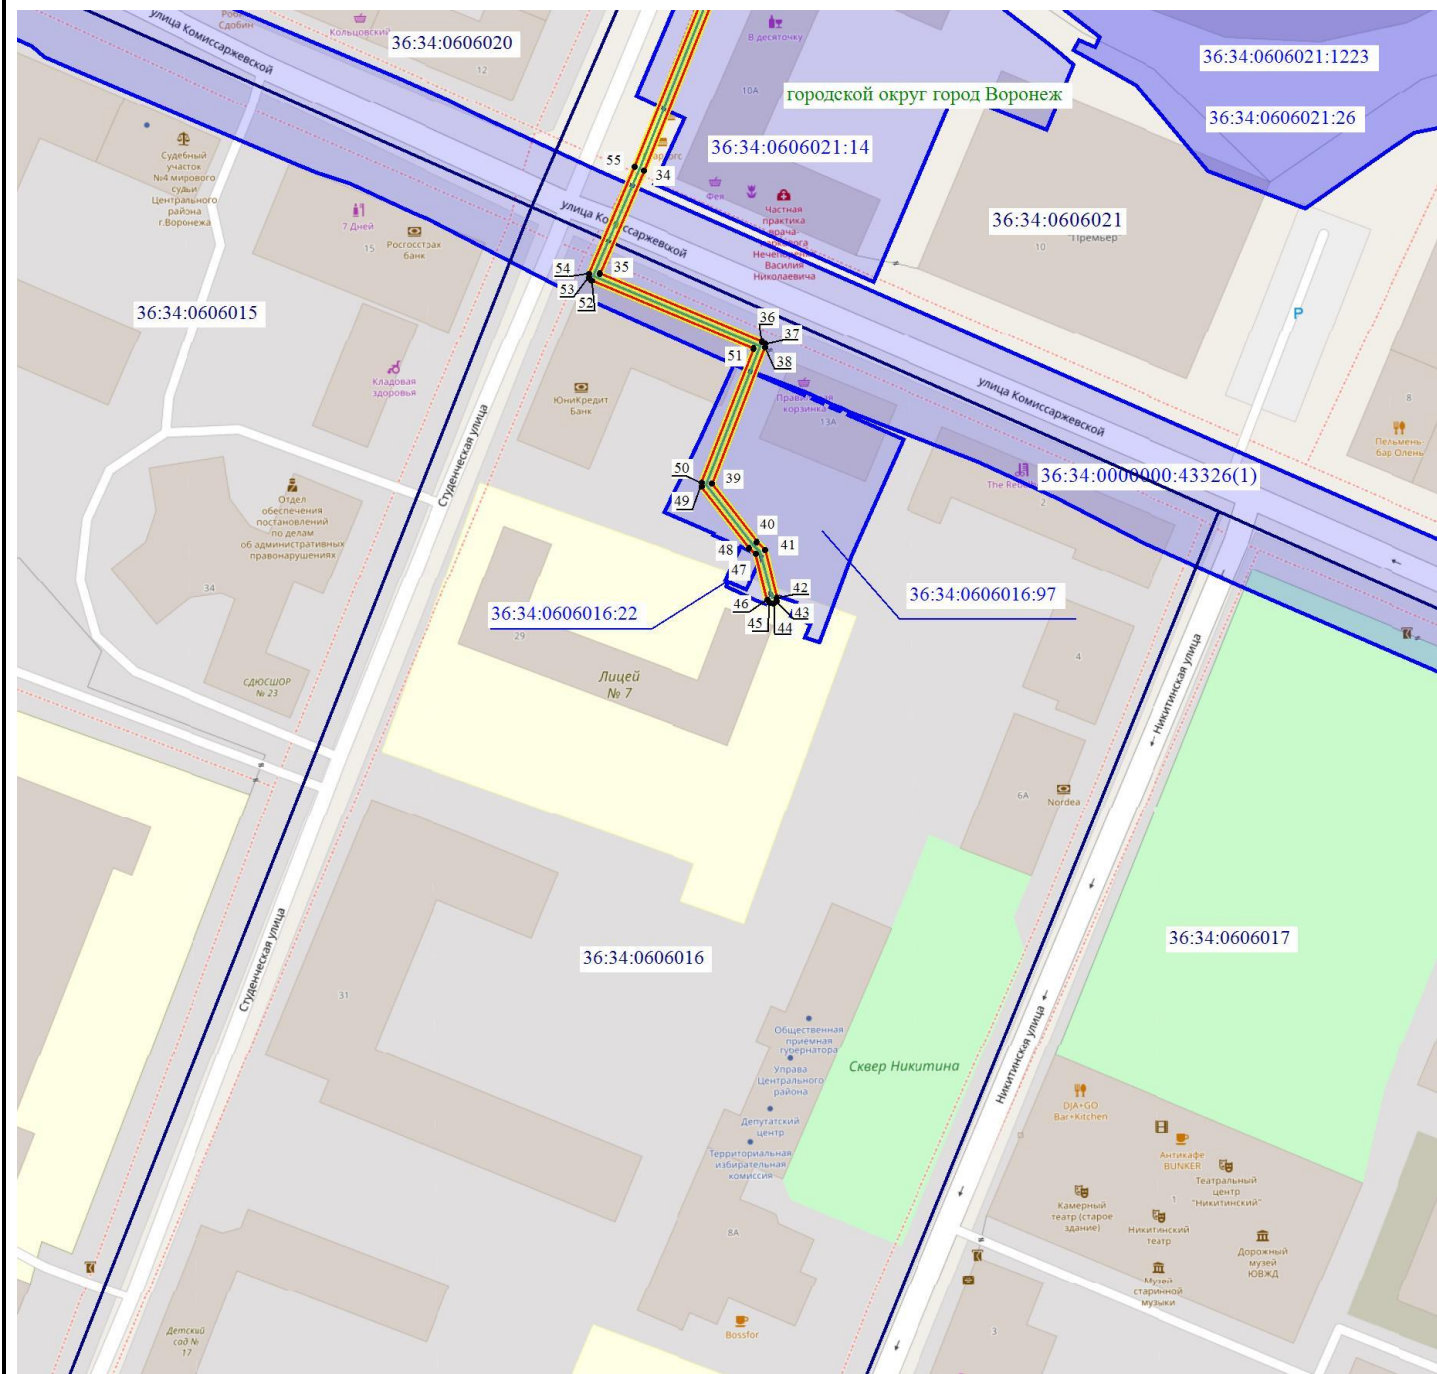 улица Комиссаржевской
Сдобин
Кольцовский
36:34:0606020
12
В десяточку
10А
городской округ город Воронеж
36:34:0606021:1223
36:34:0606021:26
36:34:0606021:14
Судебный
участок
№4 мирового
судьи
Центрального
района
г.Воронежа
7 Дней
15
Росгосстрах
банк
55
34
Фея
Частная
практика
Нечепоренко
Василия
Николаевича
улица Комиссаржевской
36:34:0606021
10
"Премьер"
54
53
52
35
36:34:0606015
36
37
38
51
P
Кладовая
здоровья
ЮниКредит
Банк
Правильная
корзинка
13А
улица Комиссаржевской
8
Пельмень-
бар Олень
Студенческая улица
36:34:0000000:43326(1)
2
50
49
39
Отдел
обеспечения
постановлений
по делам
об административных
правонарушениях
34
40
41
48
47
46
45
42
43
44
36:34:0606016:97
36:34:0606016:22
29
4
Лицей
№ 7
СДЮСШОР
№ 23
Никитинская улица
6А
Nordea
36:34:0606017
36:34:0606016
Студенческая улица
31
Общественная
приемная
губернатора
Управа
Центрального
района
Депутатский
центр
Территориальная
избирательная
комиссия
Сквер Никитина
Никитинская улица
DJA•GO
Bar•Kitchen
Антикафе
BUNKER
Театральный
центр
"Никитинский"
1
Камерный
театр (старое
здание)
Никитинский
театр
Дорожный
музей
ЮВЖД
Музей
старинной
музыки
8А
Bossfor
3
Детский
сад №
17